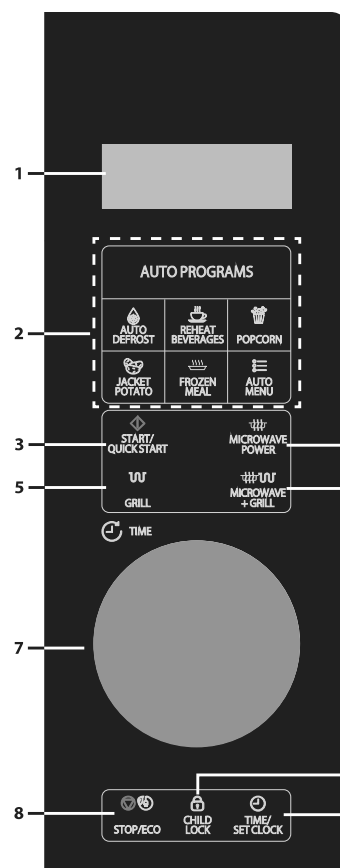 1
AUTO PROGRAMS
2
AUTO
DEFROST
REHEAT
BEVERAGES
POPCORN
JACKET
POTATO
FROZEN
MEAL
AUTO
MENU
3
START/
QUICK START
MICROWAVE
POWER
5
GRILL
MICROWAVE
+ GRILL
TIME
7
8
STOP/ECO
CHILD
LOCK
TIME/
SET CLOCK